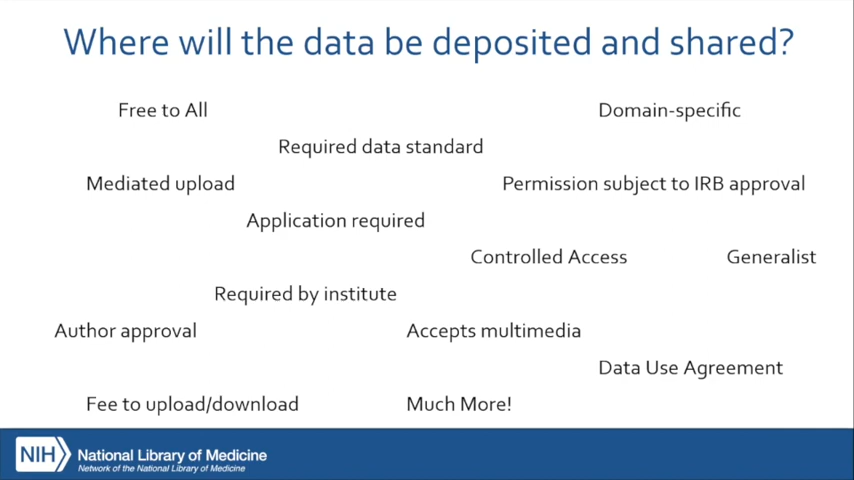 Where will the data be deposited and shared?
Free to All
Domain-specific
Required data standard
Mediated upload
Permission subject to IRB approval
Application required
Controlled Access
Generalist
Required by institute
Author approval
Accepts multimedia
Data Use Agreement
Fee to upload/download
Much More!
NIH
National Library of Medicine
Network of the National Library of Medicine